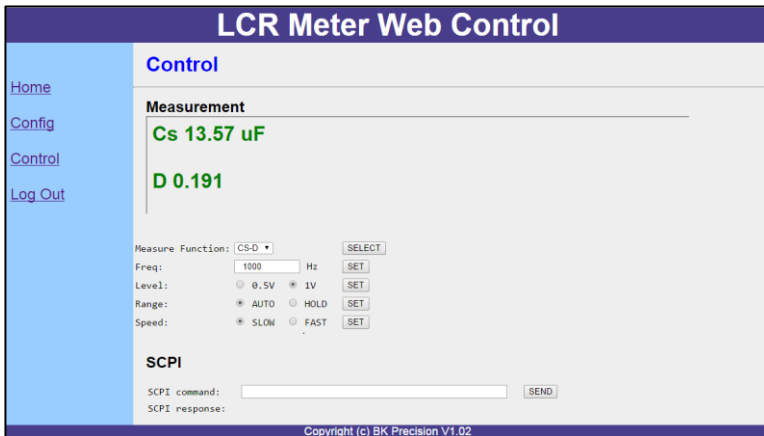 LCR Meter Web Control
Home
Config
Control
Log Out
Control
Measurement
Cs 13.57 uF
D 0.191
Measure Function: CS-D SELECT
Freq: 1000 Hz SET
Level: 0.5V 1V SET
Range: AUTO HOLD SET
Speed: SLOW FAST SET
SCPI
SCPI command: SEND
SCPI response:
Copyright (c) BK Precision V1.02